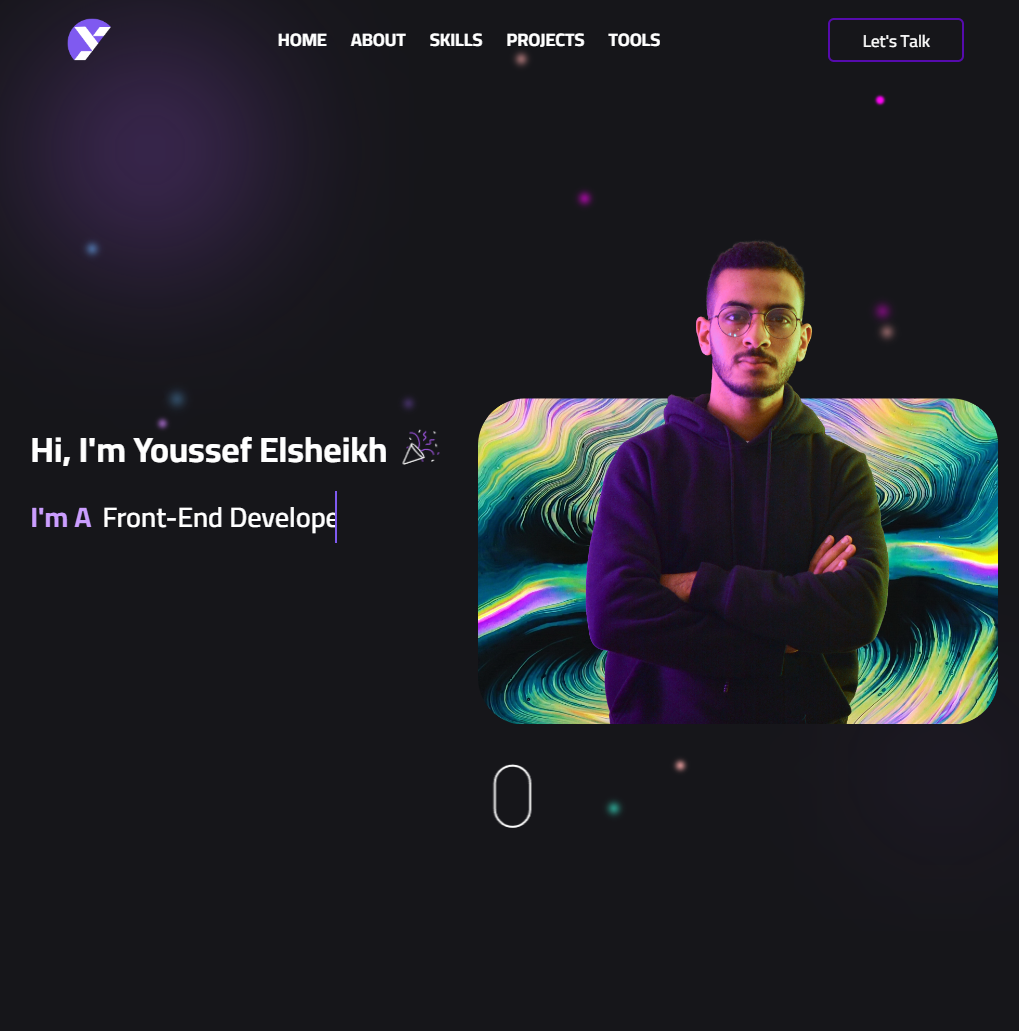 HOME ABOUT SKILLS PROJECTS TOOLS Let's Talk
Hi, I'm Youssef Elsheikh
I'm A Front-End Develope